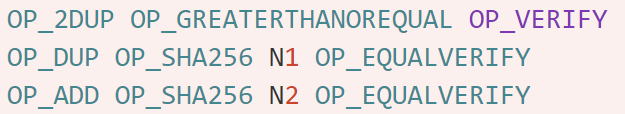 OP_2DUP OP_GREATERTHANOREQUAL OP_VERIFY
OP_DUP OP_SHA256 N1 OP_EQUALVERIFY
OP_ADD OP_SHA256 N2 OP_EQUALVERIFY